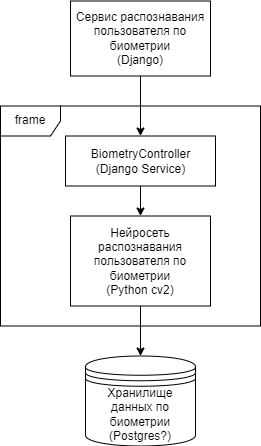 Сервис распознавания
пользователя по
биометрии
(Django)
frame
BiometryController
(Django Service)
Нейросеть
распознавания
пользователя по
биометрии
(Python cv2)
Хранилище
данных по
биометрии
(Postgres?)